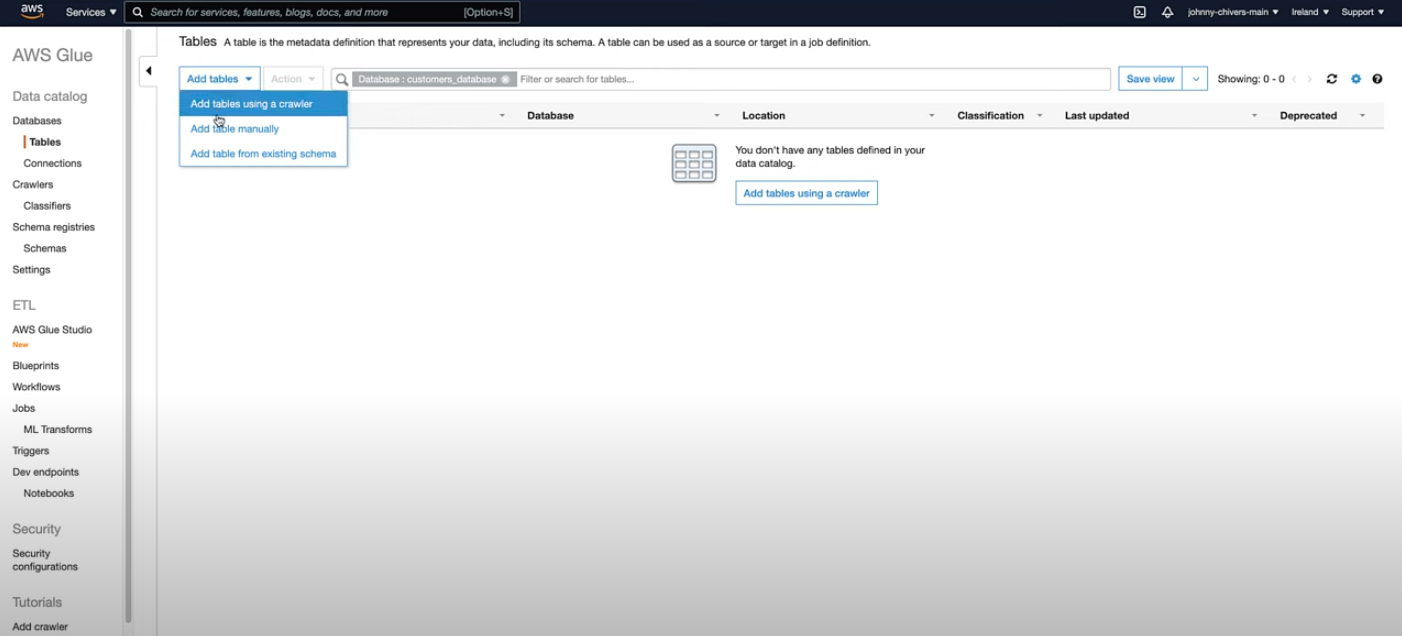 aws
Services
Search for services, features, blogs, docs, and more [Option+S]
johnny-chivers-main
Ireland
Support
AWS Glue
Data catalog
Databases
Tables
Connections
Crawlers
Classifiers
Schema registries
Schemas
Settings
ETL
AWS Glue Studio
New
Blueprints
Workflows
Jobs
ML Transforms
Triggers
Dev endpoints
Notebooks
Security
Security
configurations
Tutorials
Add crawler
Tables A table is the metadata definition that represents your data, including its schema. A table can be used as a source or target in a job definition.
Add tables
Action
Database : customers_database
Filter or search for tables...
Save view
Showing: 0 - 0
Add tables using a crawler
Add table manually
Add table from existing schema
Database
Location
Classification
Last updated
Deprecated
You don't have any tables defined in your
data catalog.
Add tables using a crawler